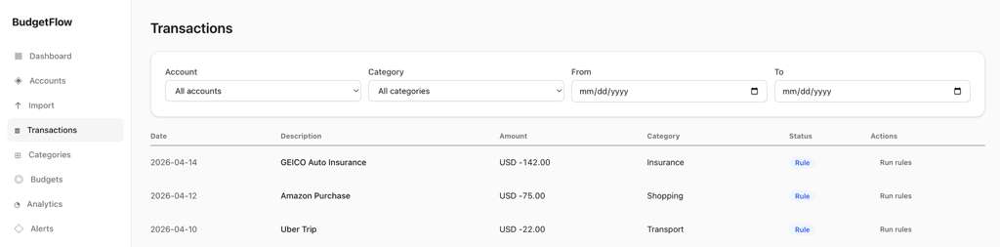 BudgetFlow
Dashboard
Accounts
Import
Transactions
Categories
Budgets
Analytics
Alerts
Transactions
Account Category From To
All accounts All categories mm/dd/yyyy mm/dd/yyyy
Date Description Amount Category Status Actions
2026-04-14 GEICO Auto Insurance USD -142.00 Insurance Rule Run rules
2026-04-12 Amazon Purchase USD -75.00 Shopping Rule Run rules
2026-04-10 Uber Trip USD -22.00 Transport Rule Run rules